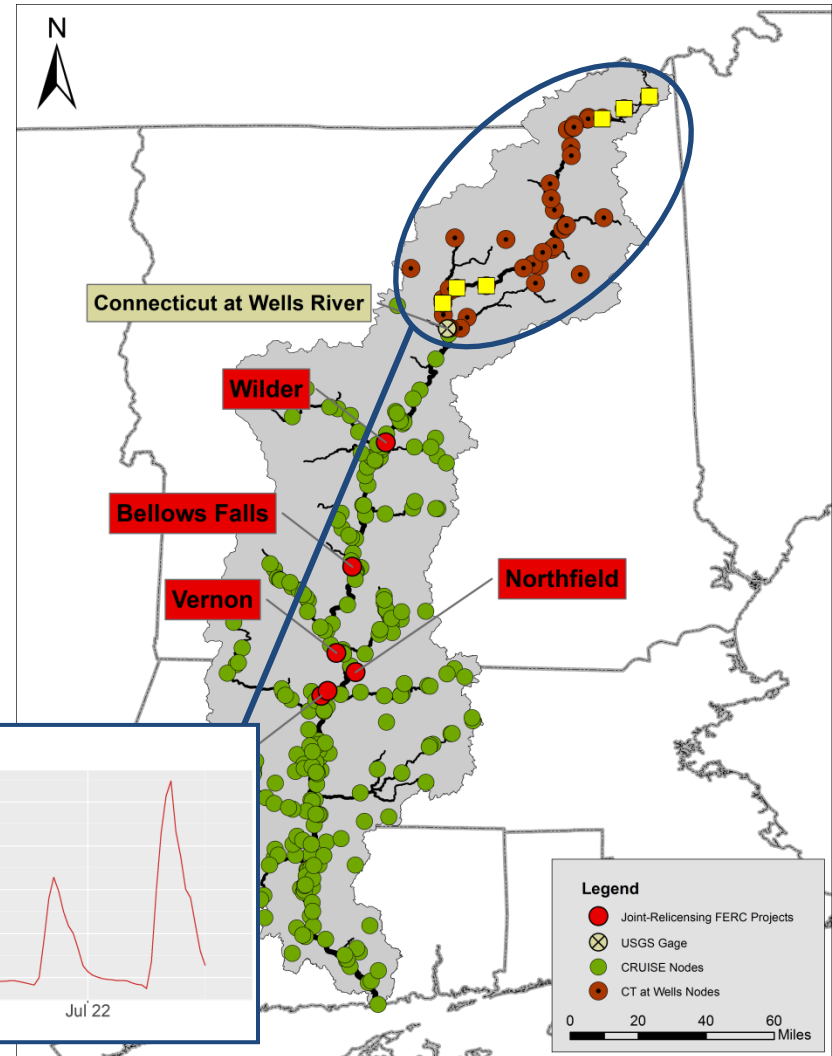 N
Connecticut at Wells River
Wilder
Bellows Falls
Northfield
Vernon
Jul 22
Legend
Joint-Relicensing FERC Projects
USGS Gage
CRUISE Nodes
CT at Wells Nodes
0 20 40 60
Miles